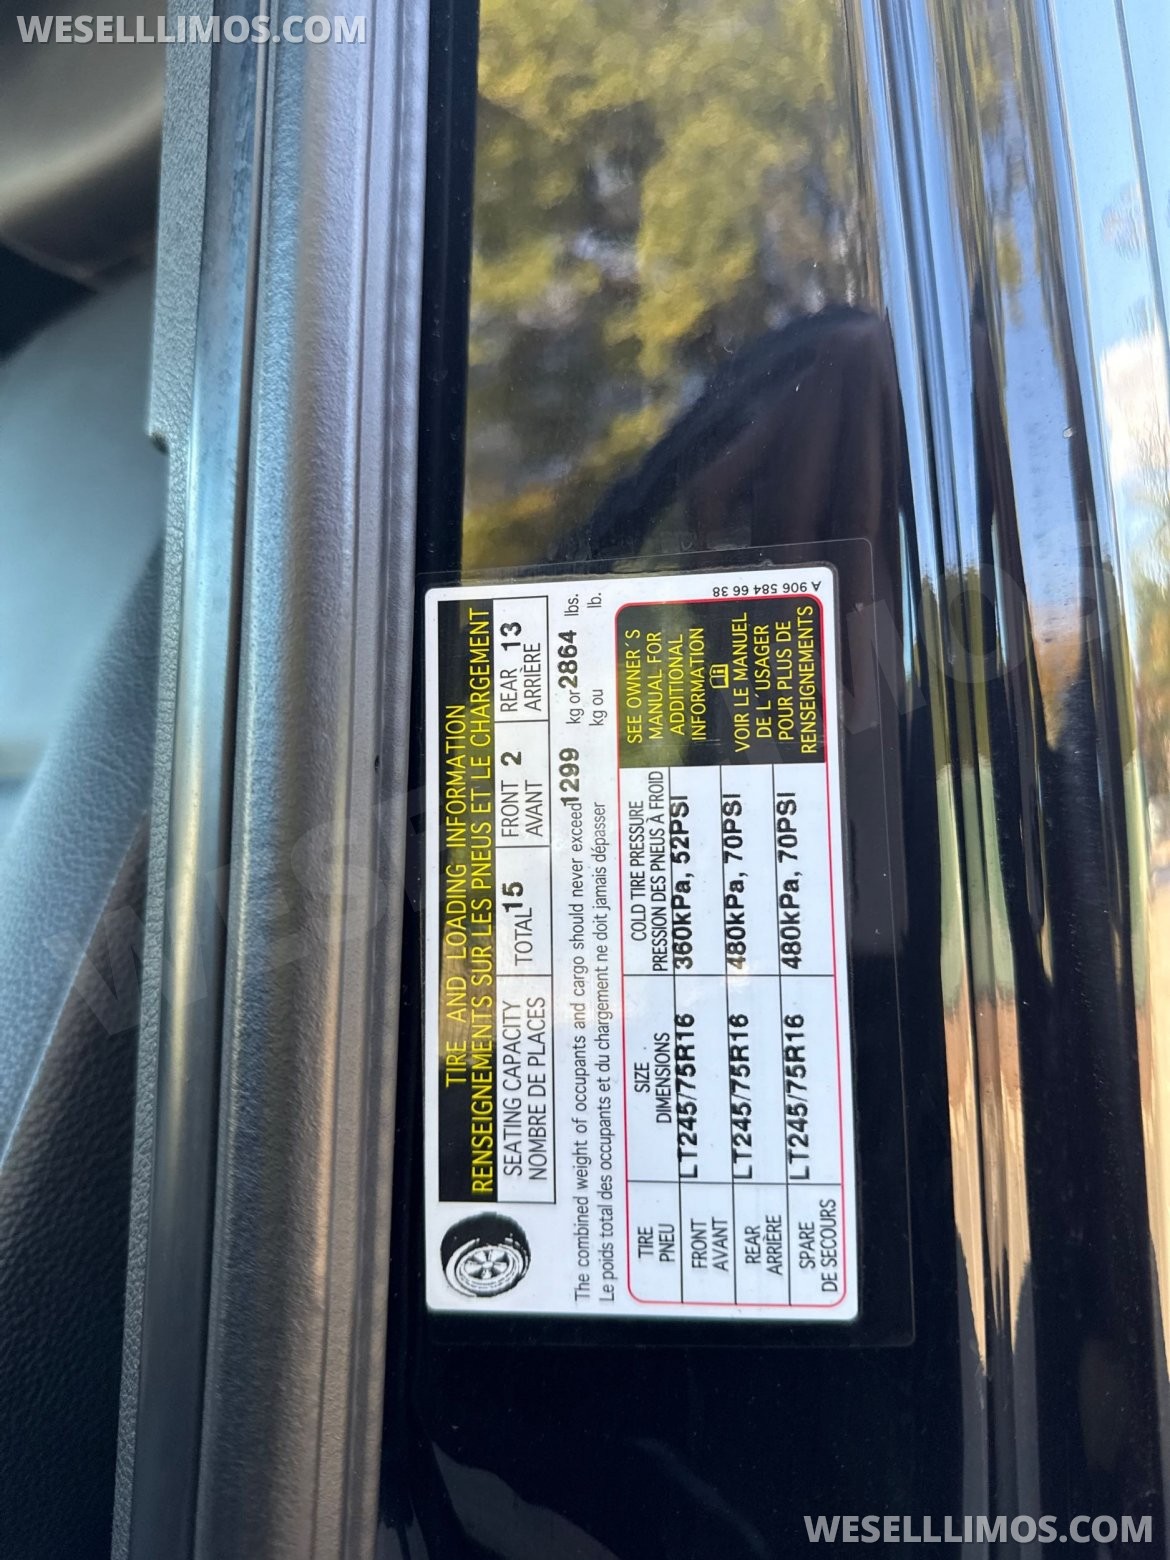 WESELLLIMOS.COM
TIRE AND LOADING INFORMATION
RENSEIGNEMENTS SUR LES PNEUS ET LE CHARGEMENT
SEATING CAPACITY TOTAL 15 FRONT 2 REAR 13
NOMBRE DE PLACES AVANT ARRIÈRE
The combined weight of occupants and cargo should never exceed 1299 kg or 2864 lbs.
Le poids total des occupants et du chargement ne doit jamais dépasser kg ou lb.
TIRE SIZE COLD TIRE PRESSURE
PNEU DIMENSIONS PRESSION DES PNEUS À FROID
FRONT LT245/75R16 360kPa, 52PSI
AVANT
REAR LT245/75R16 480kPa, 70PSI
ARRIÈRE
SPARE LT245/75R16 480kPa, 70PSI
DE SECOURS
SEE OWNER´S
MANUAL FOR
ADDITIONAL
INFORMATION
VOIR LE MANUEL
DE L´USAGER
POUR PLUS DE
RENSEIGNEMENTS
A 906 584 66 38
WESELLLIMOS.COM